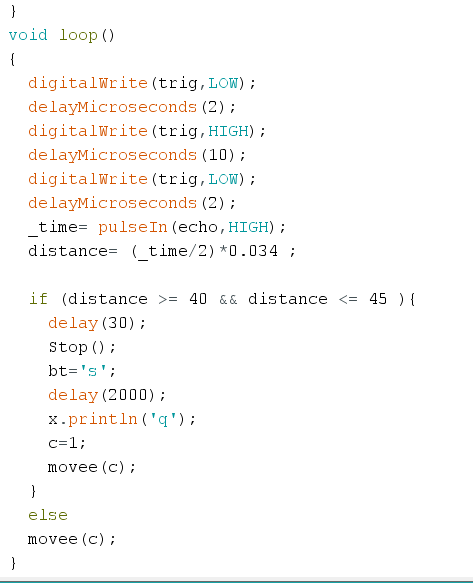 }
void loop()
{
  digitalWrite(trig,LOW);
  delayMicroseconds(2);
  digitalWrite(trig,HIGH);
  delayMicroseconds(10);
  digitalWrite(trig,LOW);
  delayMicroseconds(2);
  _time= pulseIn(echo,HIGH);
  distance= (_time/2)*0.034 ;
  if (distance >= 40 && distance <= 45 ){
    delay(30);
    Stop();
    bt='s';
    delay(2000);
    x.println('q');
    c=1;
    movee(c);
  }
  else
  movee(c);
}